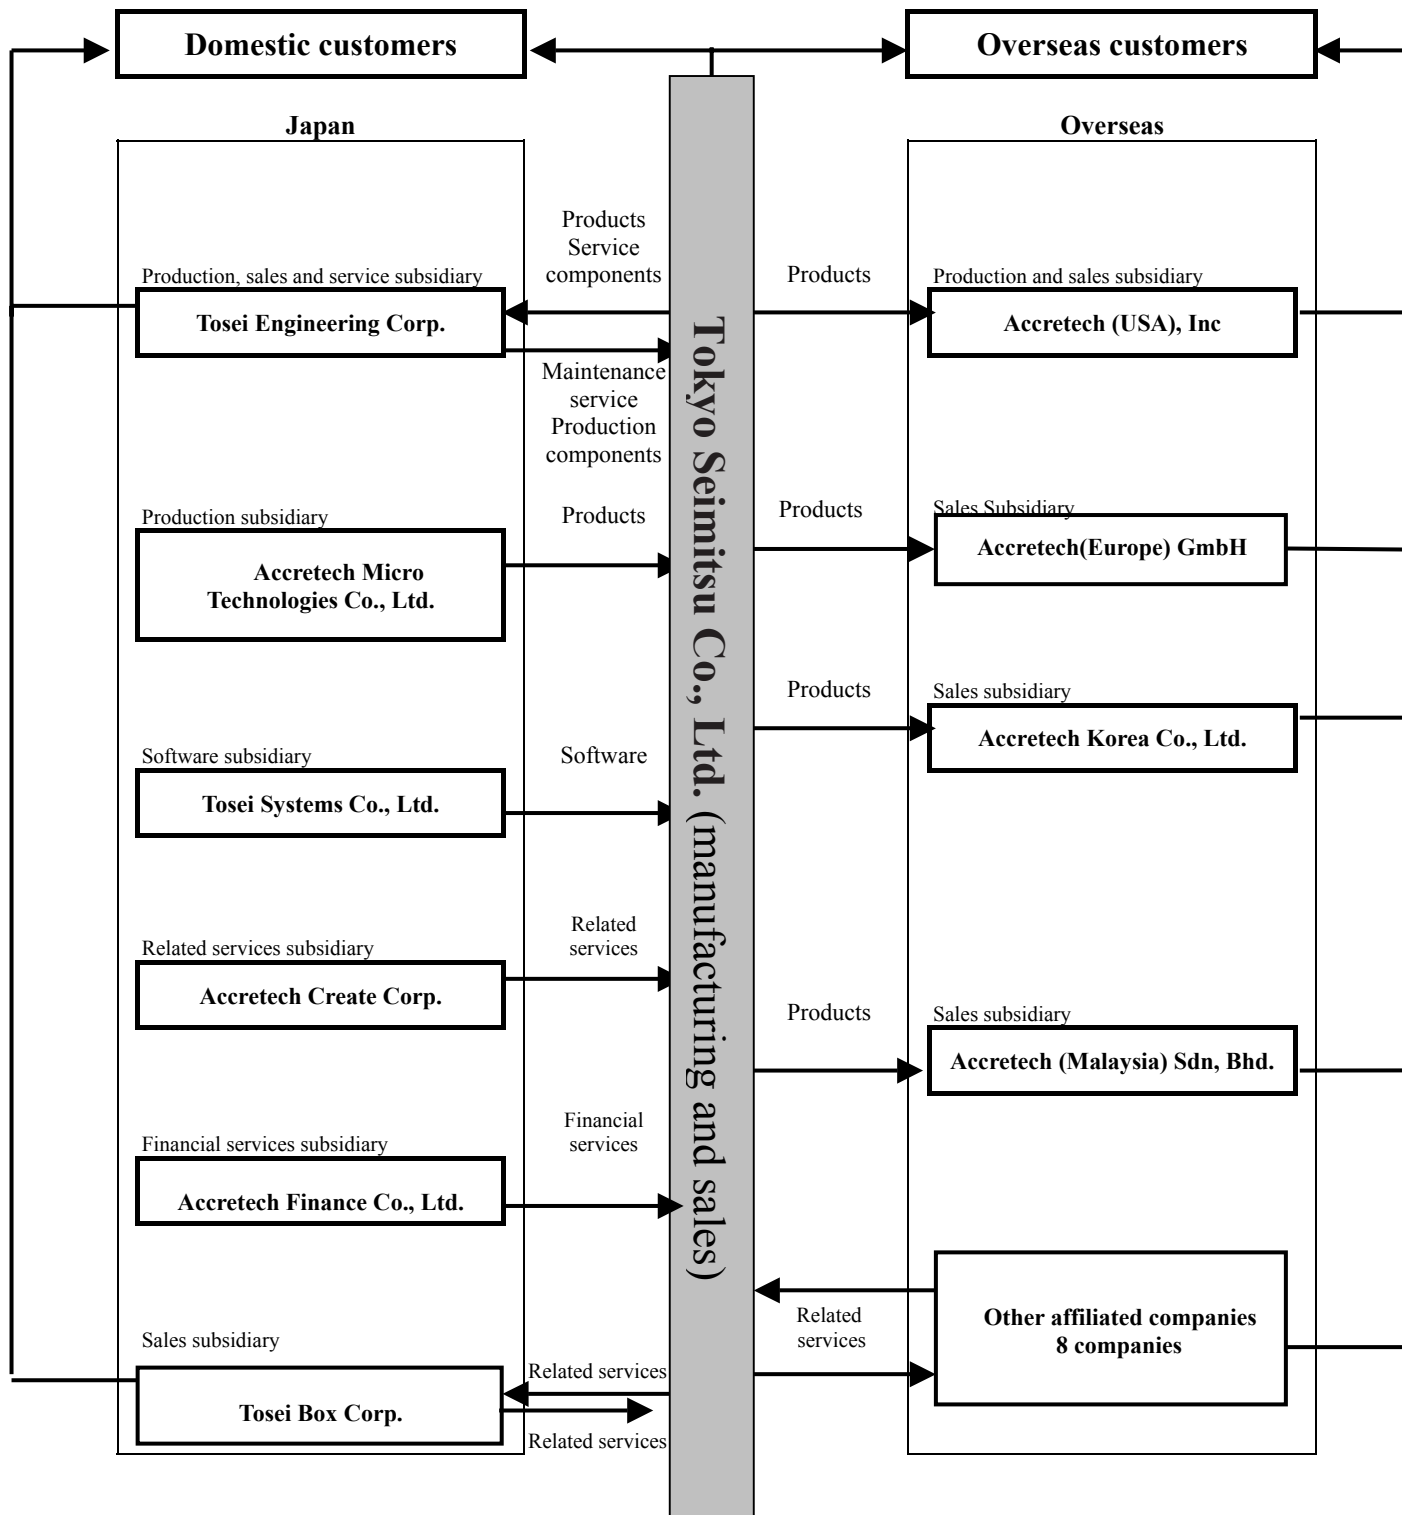 Domestic customers
Overseas customers
Japan
Overseas
Products
Service
components
Products
Production, sales and service subsidiary
Tosei Engineering Corp.
Production and sales subsidiary
Accretech (USA), Inc
Maintenance
service
Production
components
Tokyo Seimitsu Co., Ltd. (manufacturing and sales)
Production subsidiary
Accretech Micro
Technologies Co., Ltd.
Products
Products
Sales Subsidiary
Accretech(Europe) GmbH
Products
Sales subsidiary
Accretech Korea Co., Ltd.
Software subsidiary
Tosei Systems Co., Ltd.
Software
Related services subsidiary
Accretech Create Corp.
Related
services
Products
Sales subsidiary
Accretech (Malaysia) Sdn, Bhd.
Financial services subsidiary
Accretech Finance Co., Ltd.
Financial
services
Related
services
Other affiliated companies
8 companies
Sales subsidiary
Tosei Box Corp.
Related services
Related services